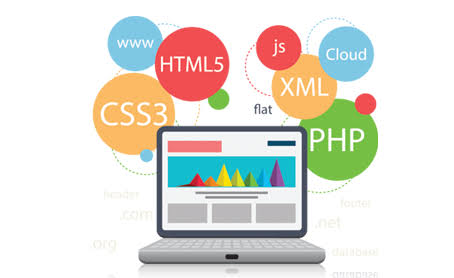 www
HTML5
js
Cloud
XML
CSS3
flat
PHP
header
footer
.com
.net
.org
database